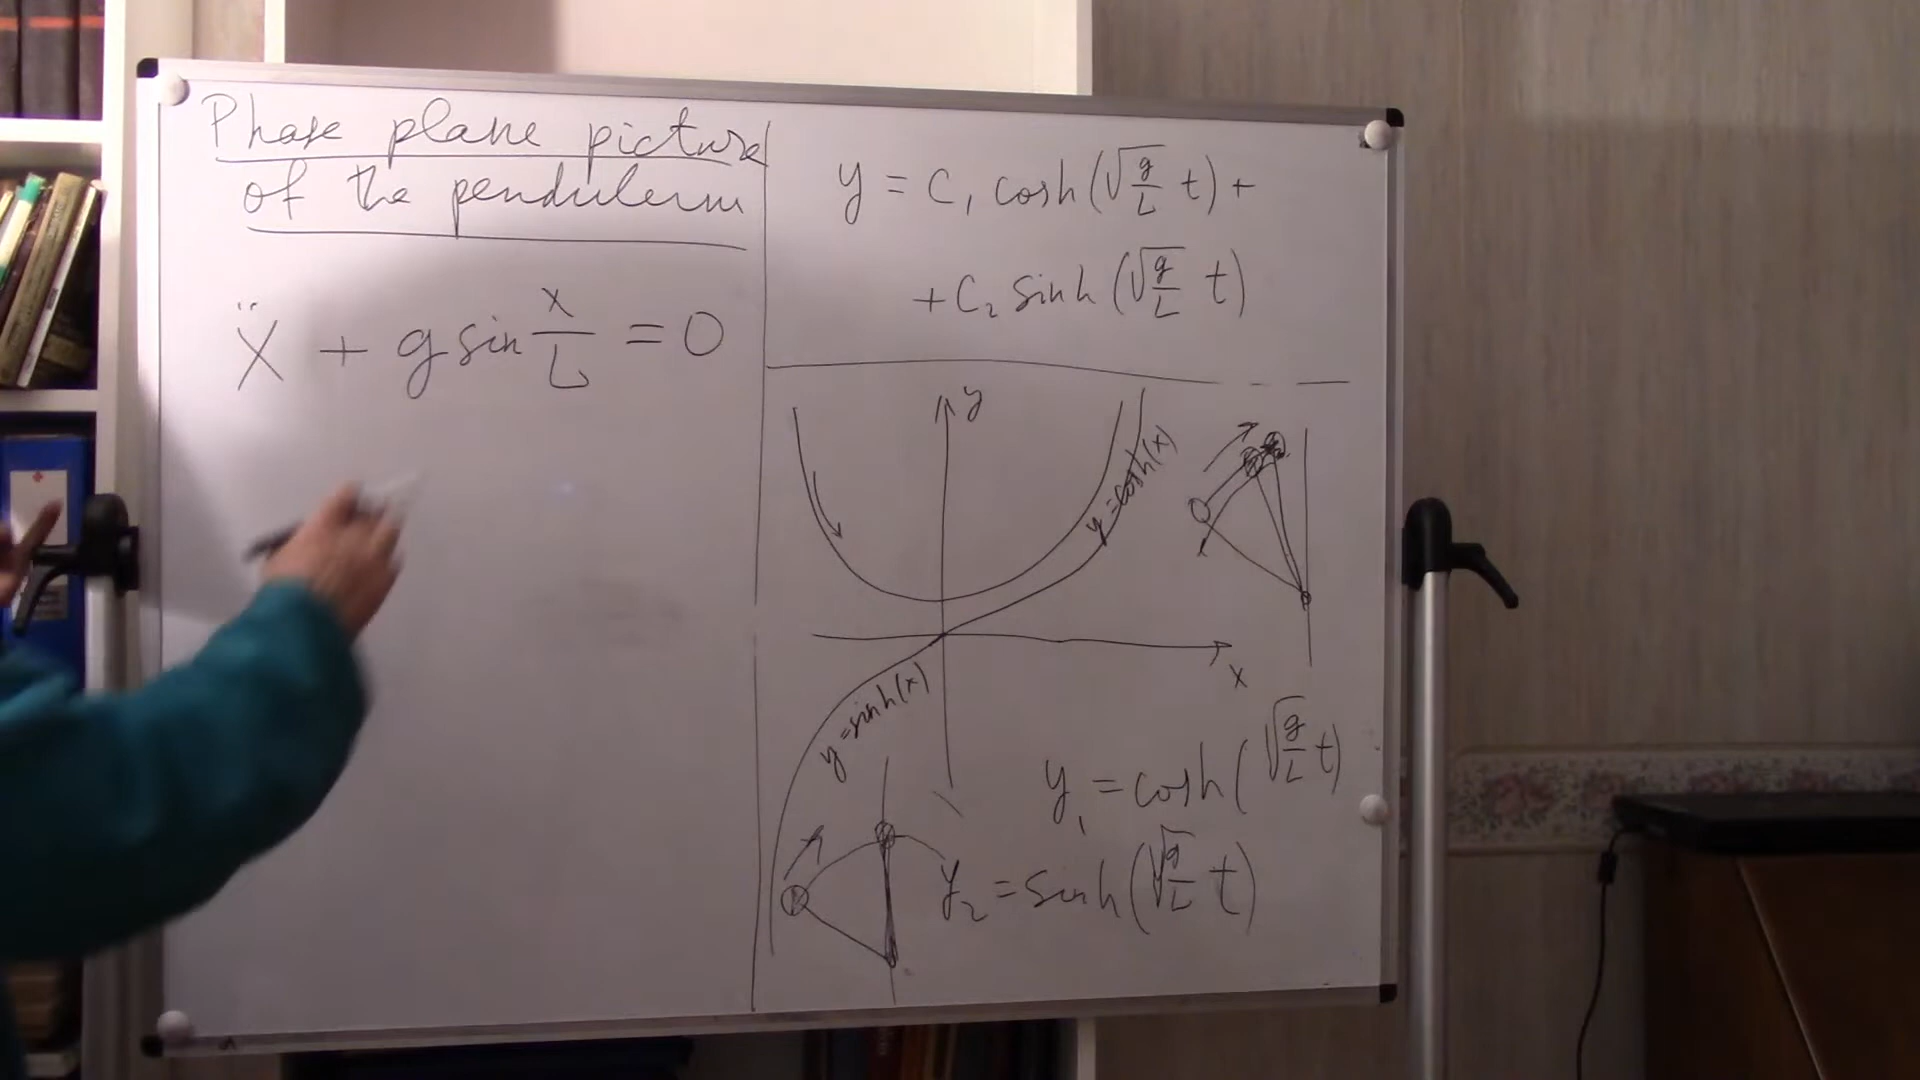 Phase plane picture
of the pendulum
ẍ + g sin x/L = 0
y = C₁ cosh(√(g/L) t) +
+ C₂ sinh(√(g/L) t)
y
y = cosh(x)
x
y = sinh(x)
y₁ = cosh(√(g/L) t)
y₂ = sinh(√(g/L) t)